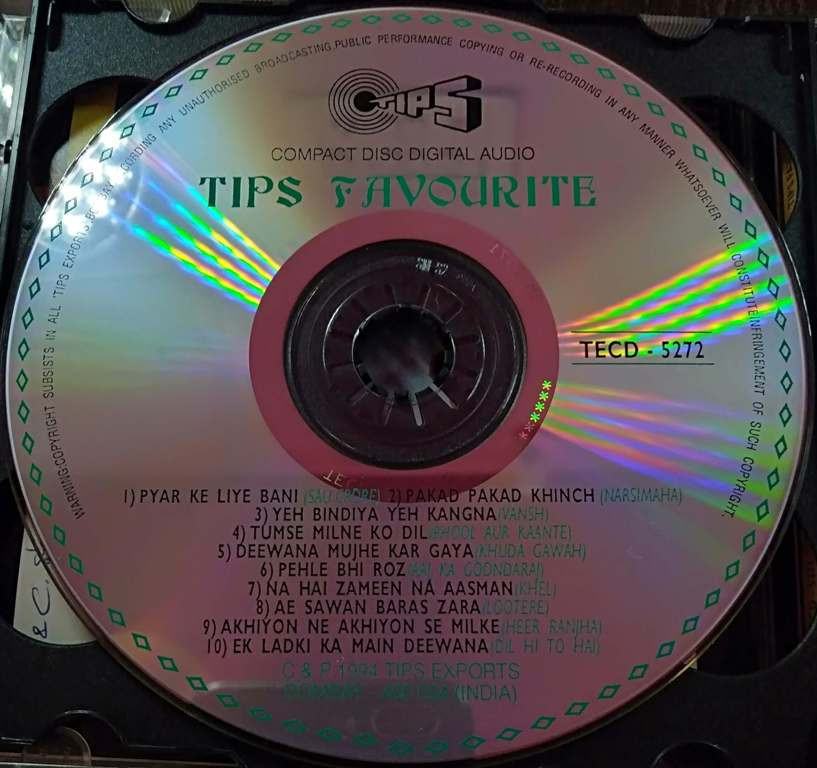 WARNING:COPYRIGHT SUBSISTS IN ALL 'TIPS EXPORTS RECORDING ANY UNAUTHORISED BROADCASTING.PUBLIC PERFORMANCE COPYING OR RE-RECORDING IN ANY MANNER WHATSOEVER WILL CONSTITUTE INFRINGEMENT OF SUCH COPYRIGHT.
TIPS
COMPACT DISC DIGITAL AUDIO
TIPS FAVOURITE
TECD - 5272
1) PYAR KE LIYE BANI (SAU CRORE) 2) PAKAD PAKAD KHINCH (NARSIMAHA)
3) YEH BINDIYA YEH KANGNA (VANSH)
4) TUMSE MILNE KO DIL (BHOOL AUR KAANTE)
5) DEEWANA MUJHE KAR GAYA (KHUDA GAWAH)
6) PEHLE BHI ROZ (AAJ KA GOONDARAJ)
7) NA HAI ZAMEEN NA AASMAN (KHEL)
8) AE SAWAN BARAS ZARA (LOOTERE)
9) AKHIYON NE AKHIYON SE MILKE (HEER RANJHA)
10) EK LADKI KA MAIN DEEWANA (DIL HI TO HAI)
C & P 1994 TIPS EXPORTS
BOMBAY - (INDIA)